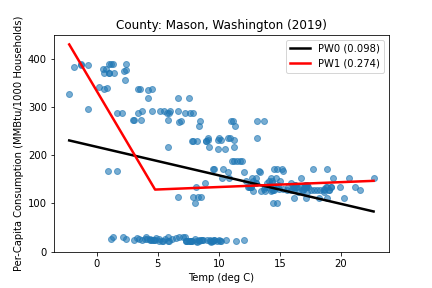 County: Mason, Washington (2019)
PW0 (0.098)
PW1 (0.274)
Per-Capita Consumption (MMBtu/1000 Households)
400
300
200
100
0
0 5 10 15 20
Temp (deg C)